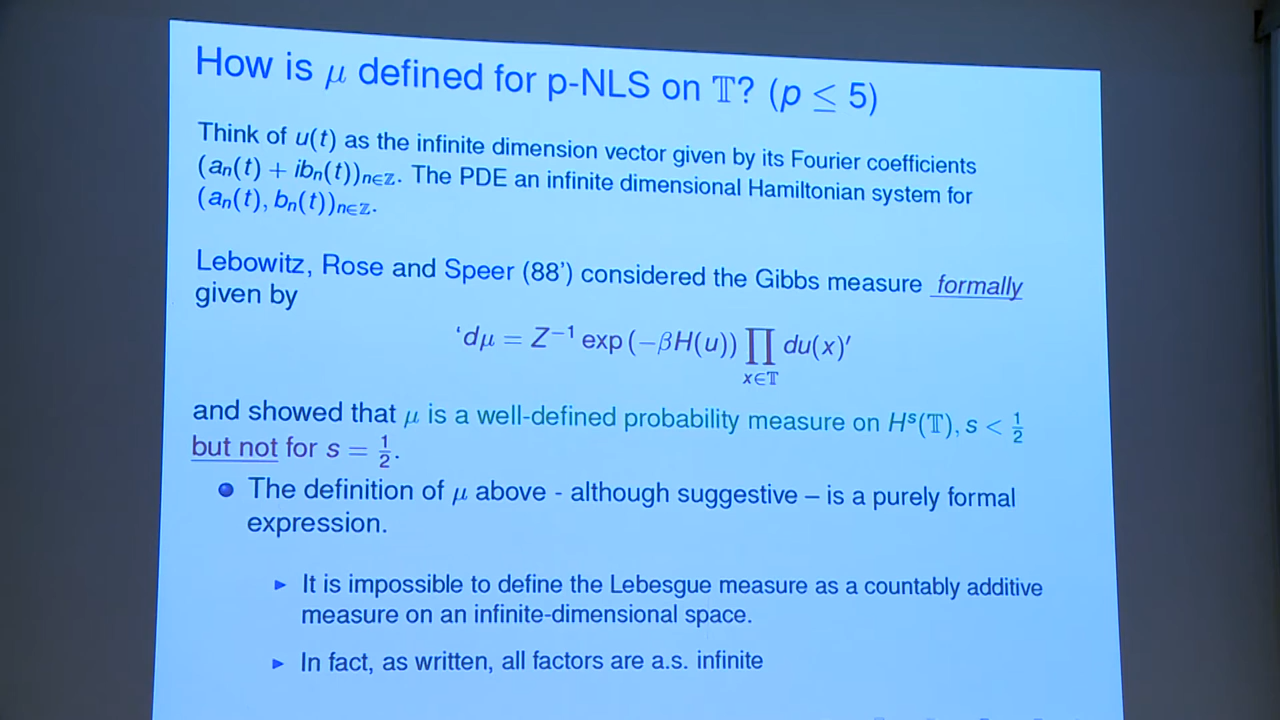 How is μ defined for p-NLS on 𝕋? (p ≤ 5)
Think of u(t) as the infinite dimension vector given by its Fourier coefficients
(aₙ(t) + ibₙ(t))ₙ∈ℤ. The PDE an infinite dimensional Hamiltonian system for
(aₙ(t), bₙ(t))ₙ∈ℤ.
Lebowitz, Rose and Speer (88') considered the Gibbs measure formally
given by
'dμ = Z⁻¹ exp (−βH(u)) ∏ du(x)'
x∈𝕋
and showed that μ is a well-defined probability measure on Hˢ(𝕋), s < 1/2
but not for s = 1/2.
The definition of μ above - although suggestive – is a purely formal
expression.
It is impossible to define the Lebesgue measure as a countably additive
measure on an infinite-dimensional space.
In fact, as written, all factors are a.s. infinite